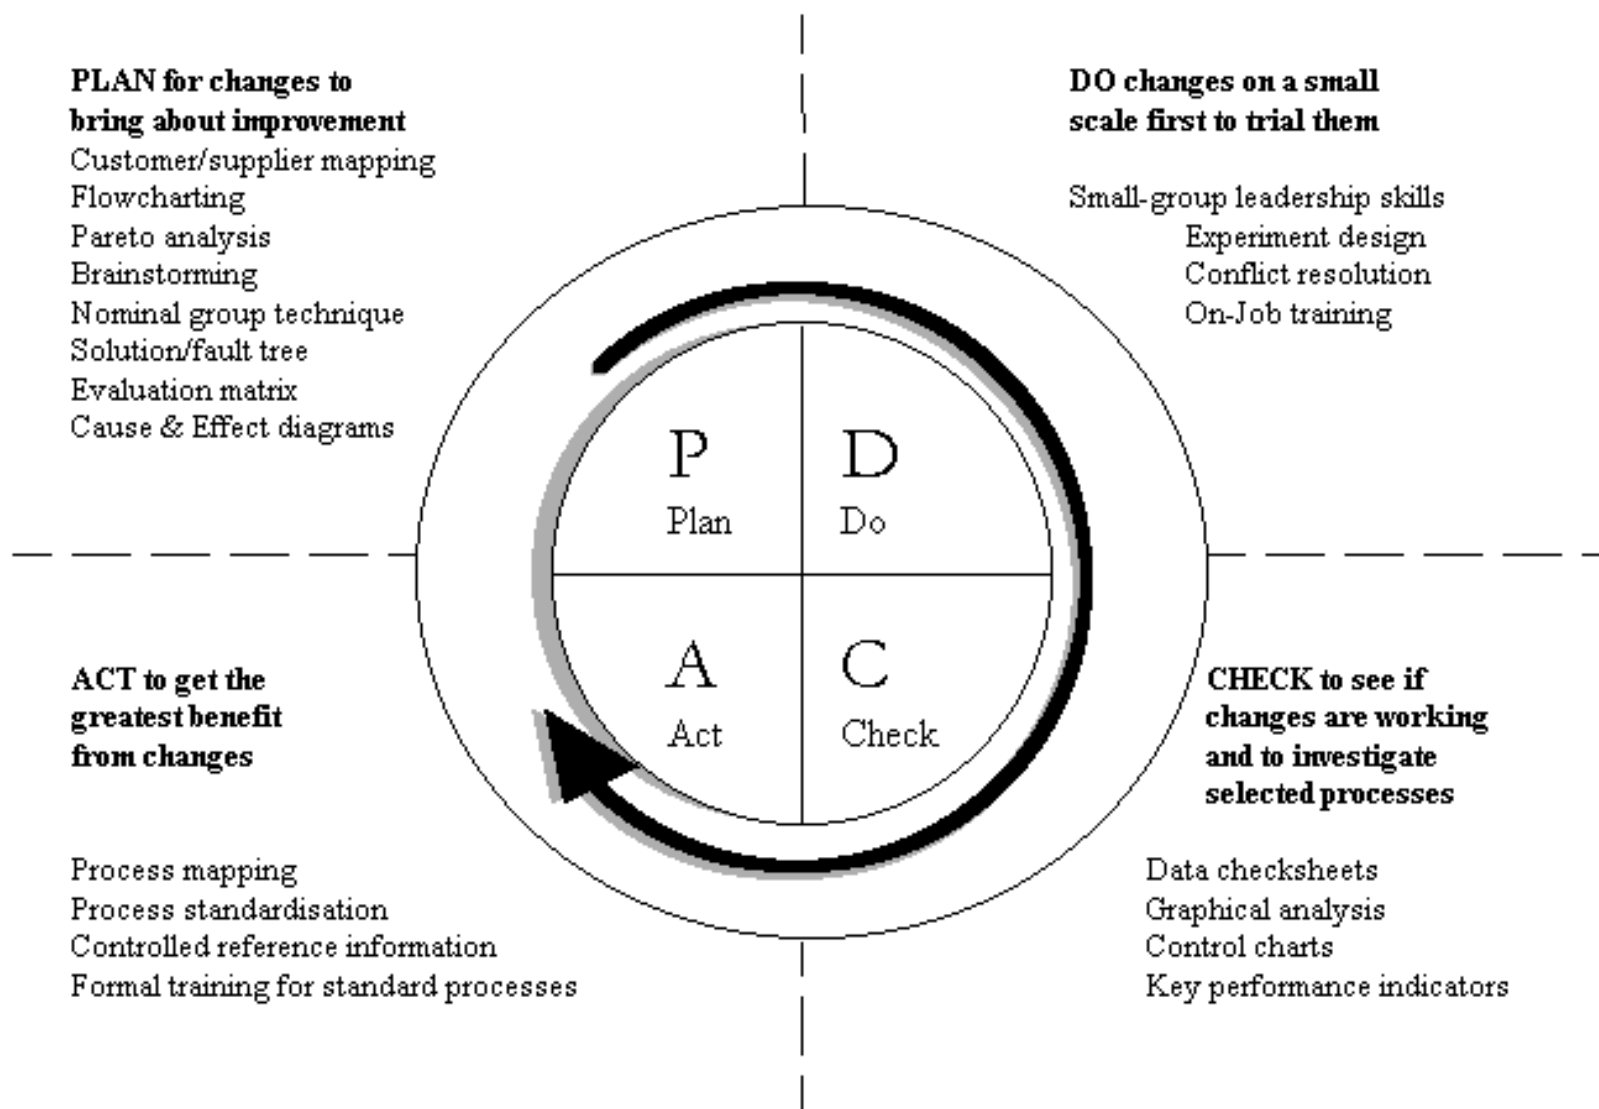 PLAN for changes to
bring about improvement
Customer/supplier mapping
Flowcharting
Pareto analysis
Brainstorming
Nominal group technique
Solution/fault tree
Evaluation matrix
Cause & Effect diagrams
DO changes on a small
scale first to trial them
Small-group leadership skills
Experiment design
Conflict resolution
On-Job training
P
Plan
D
Do
A
Act
C
Check
ACT to get the
greatest benefit
from changes
Process mapping
Process standardisation
Controlled reference information
Formal training for standard processes
CHECK to see if
changes are working
and to investigate
selected processes
Data checksheets
Graphical analysis
Control charts
Key performance indicators